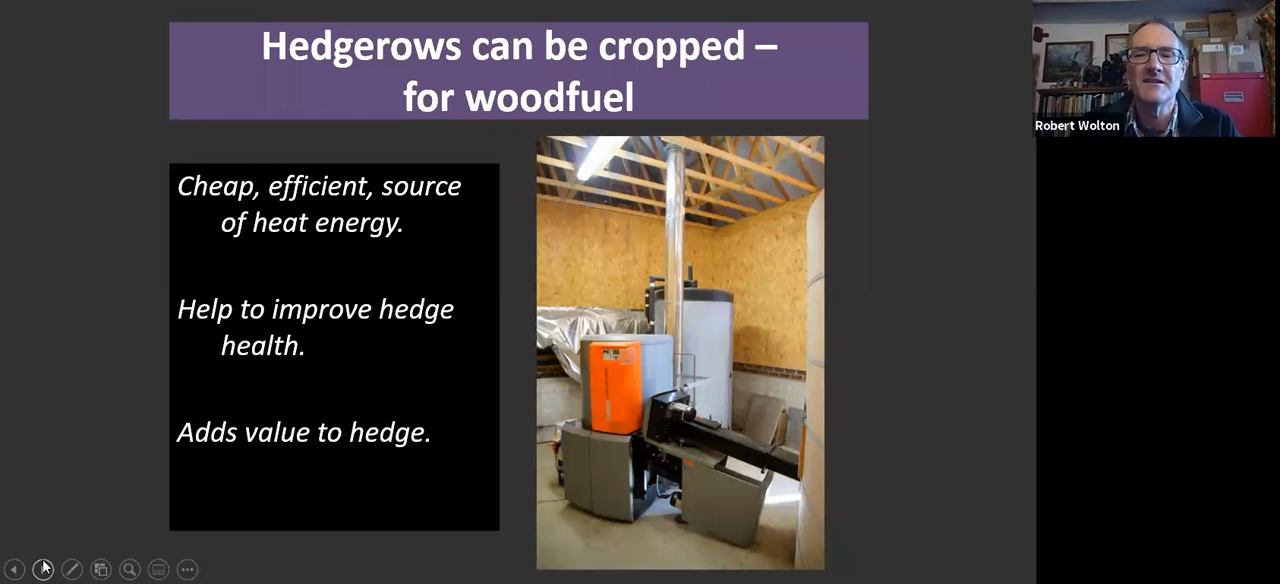 Hedgerows can be cropped –
for woodfuel
Cheap, efficient, source
of heat energy.
Help to improve hedge
health.
Adds value to hedge.
Robert Wolton